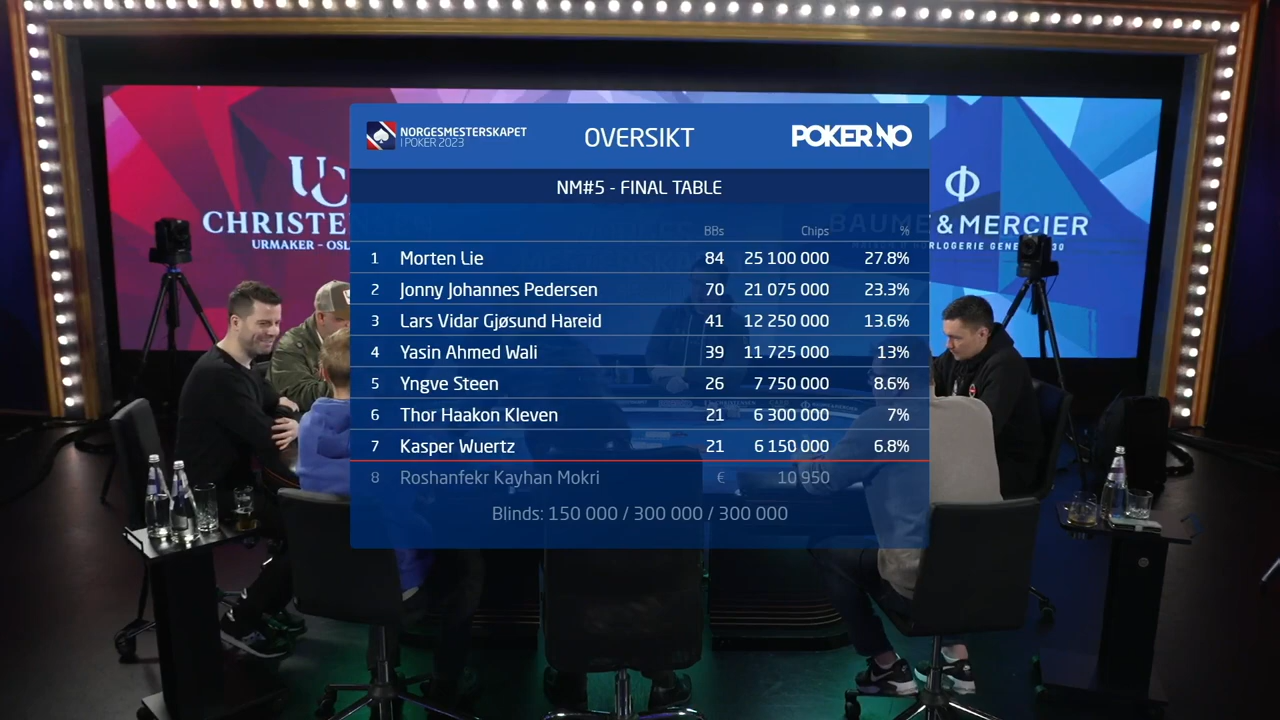 NORGESMESTERSKAPET
I POKER 2023
OVERSIKT
POKER.NO
NM#5 - FINAL TABLE
BBs Chips %
1 Morten Lie 84 25 100 000 27.8%
2 Jonny Johannes Pedersen 70 21 075 000 23.3%
3 Lars Vidar Gjøsund Hareid 41 12 250 000 13.6%
4 Yasin Ahmed Wali 39 11 725 000 13%
5 Yngve Steen 26 7 750 000 8.6%
6 Thor Haakon Kleven 21 6 300 000 7%
7 Kasper Wuertz 21 6 150 000 6.8%
8 Roshanfekr Kayhan Mokri € 10 950
Blinds: 150 000 / 300 000 / 300 000
UC
CHRISTENSEN
URMAKER - OSL
BAUME & MERCIER